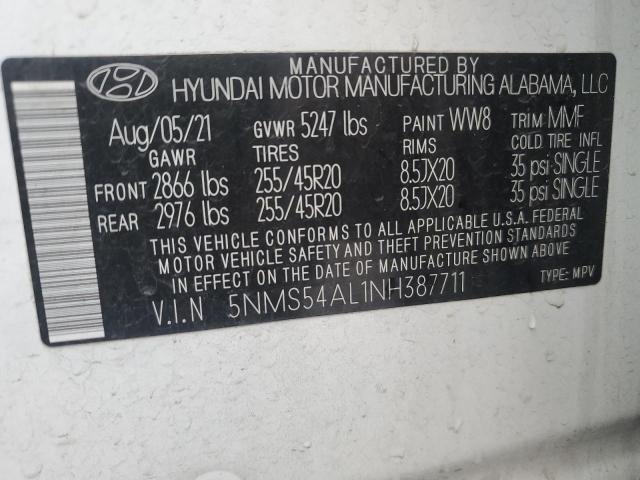 MANUFACTURED BY
HYUNDAI MOTOR MANUFACTURING ALABAMA, LLC
Aug/05/21 GVWR 5247 lbs PAINT WW8 TRIM MMF
GAWR TIRES RIMS COLD TIRE INFL
FRONT 2866 lbs 255/45R20 8.5JX20 35 psi-SINGLE
REAR 2976 lbs 255/45R20 8.5JX20 35 psi-SINGLE
THIS VEHICLE CONFORMS TO ALL APPLICABLE U.S.A. FEDERAL
MOTOR VEHICLE SAFETY AND THEFT PREVENTION STANDARDS
IN EFFECT ON THE DATE OF MANUFACTURE SHOWN ABOVE
V.I.N 5NMS54AL1NH387711 TYPE: MPV